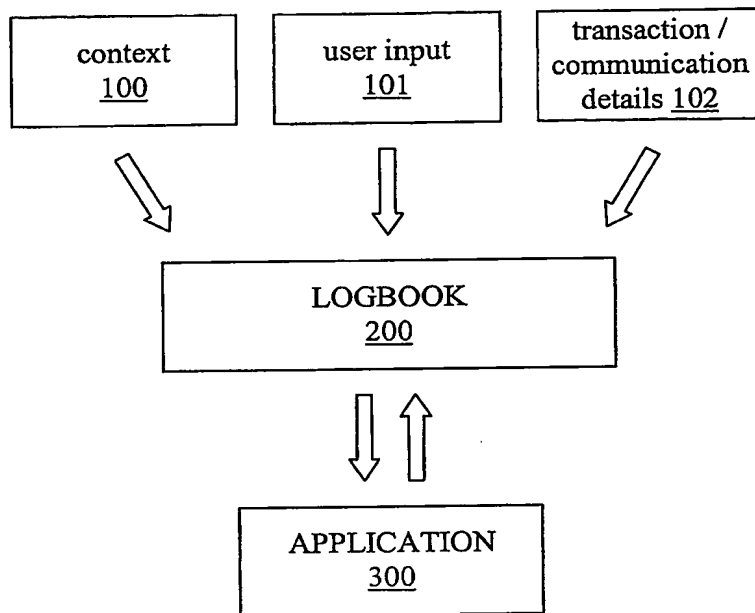 context
100
user input
101
transaction /
communication
details 102
LOGBOOK
200
APPLICATION
300